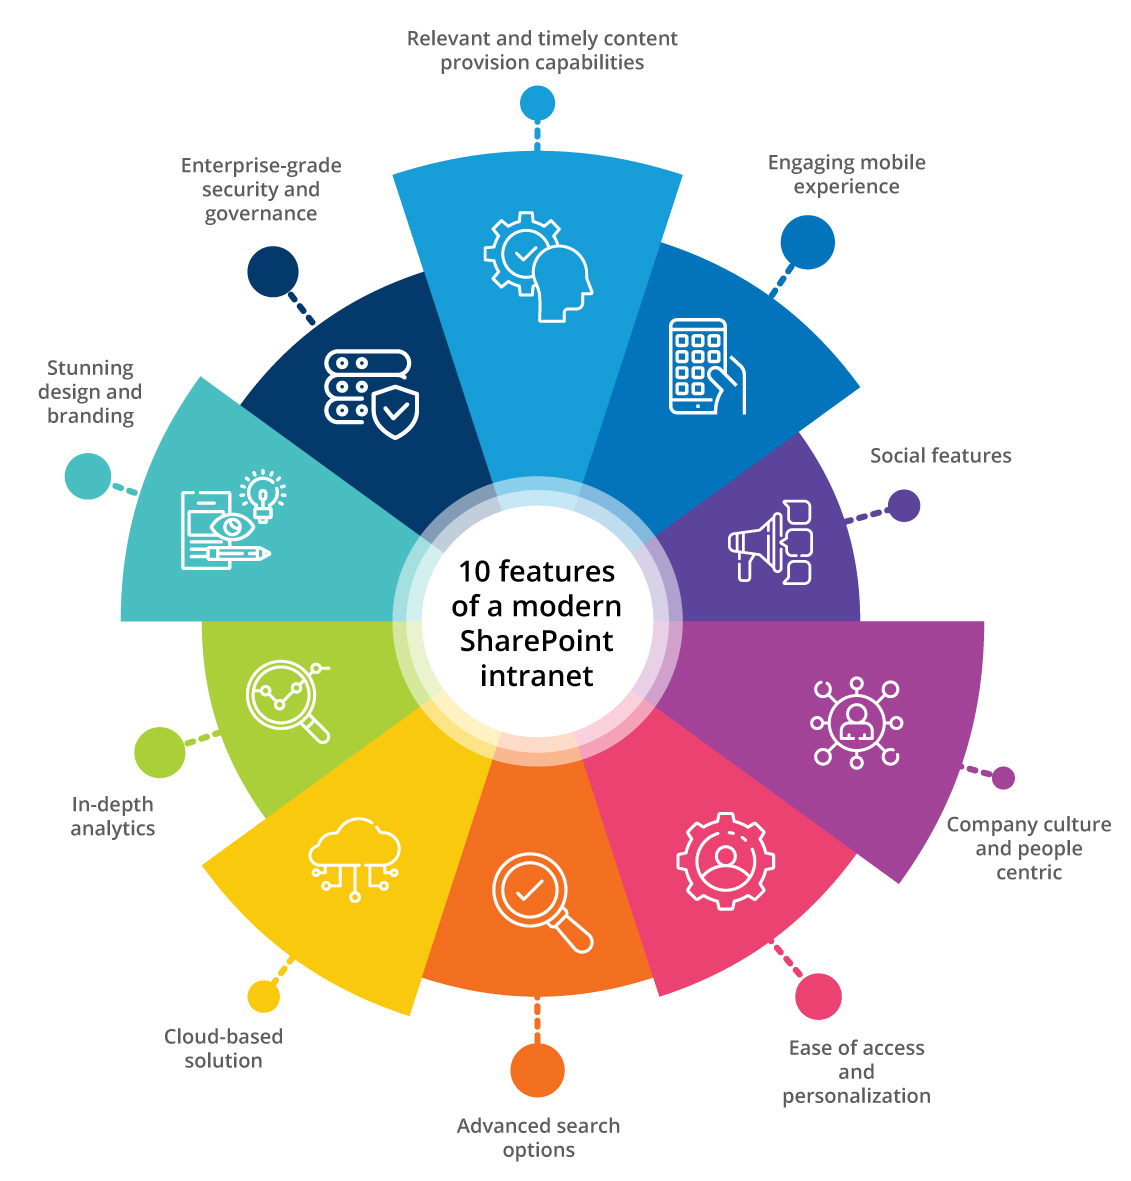 Relevant and timely content
provision capabilities
Engaging mobile
experience
Social features
Company culture
and people
centric
Ease of access
and
personalization
Advanced search
options
Cloud-based
solution
In-depth
analytics
Stunning
design and
branding
Enterprise-grade
security and
governance
10 features
of a modern
SharePoint
intranet